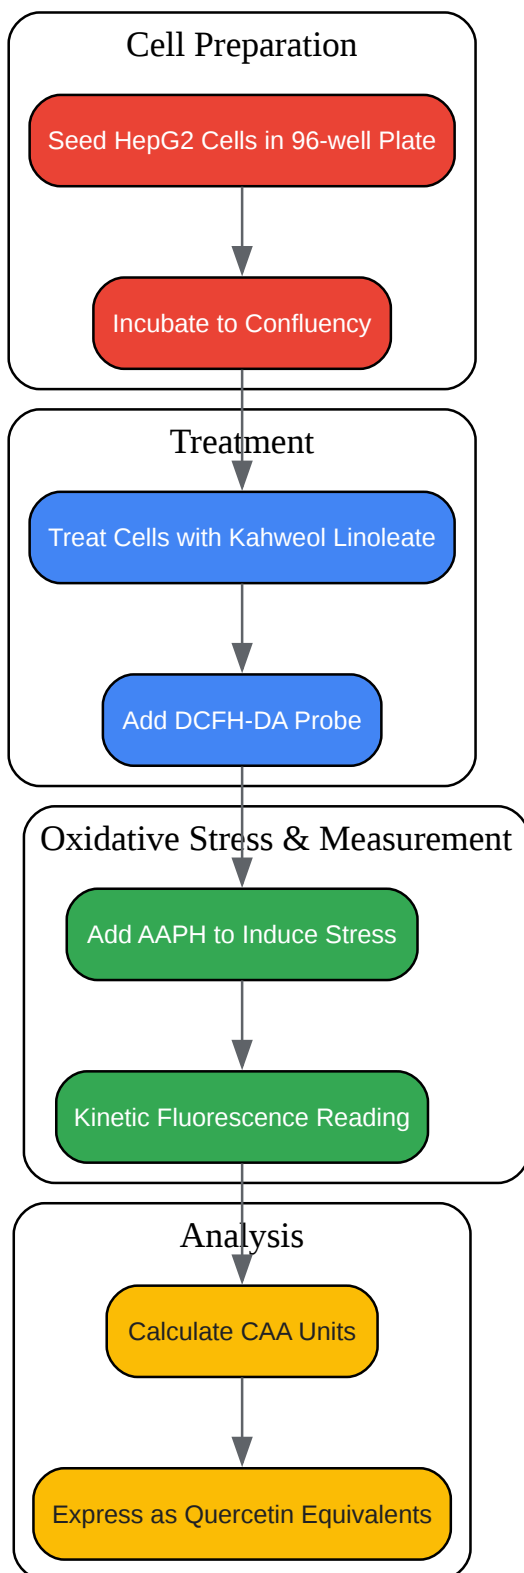 Cell Preparation
Seed HepG2 Cells in 96-well Plate
Incubate to Confluency
Treatment
Treat Cells with Kahweol Linoleate
Add DCFH-DA Probe
Oxidative Stress & Measurement
Add AAPH to Induce Stress
Kinetic Fluorescence Reading
Analysis
Calculate CAA Units
Express as Quercetin Equivalents